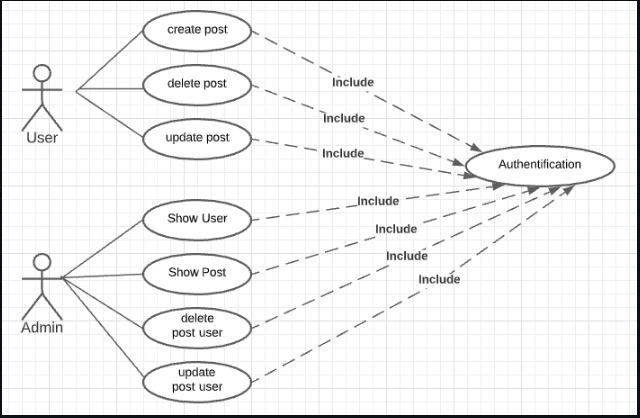 create post
Include
delete post
Include
User
update post
Include
Authentification
Show User
Include
Include
Show Post
Include
Include
Admin
delete
post user
update
post user